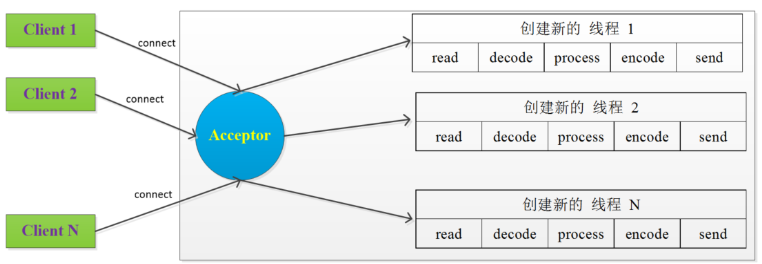 Client 1
connect
创建新的 线程 1
read decode process encode send
Client 2
connect
Acceptor
创建新的 线程 2
read decode process encode send
Client N
connect
创建新的 线程 N
read decode process encode send